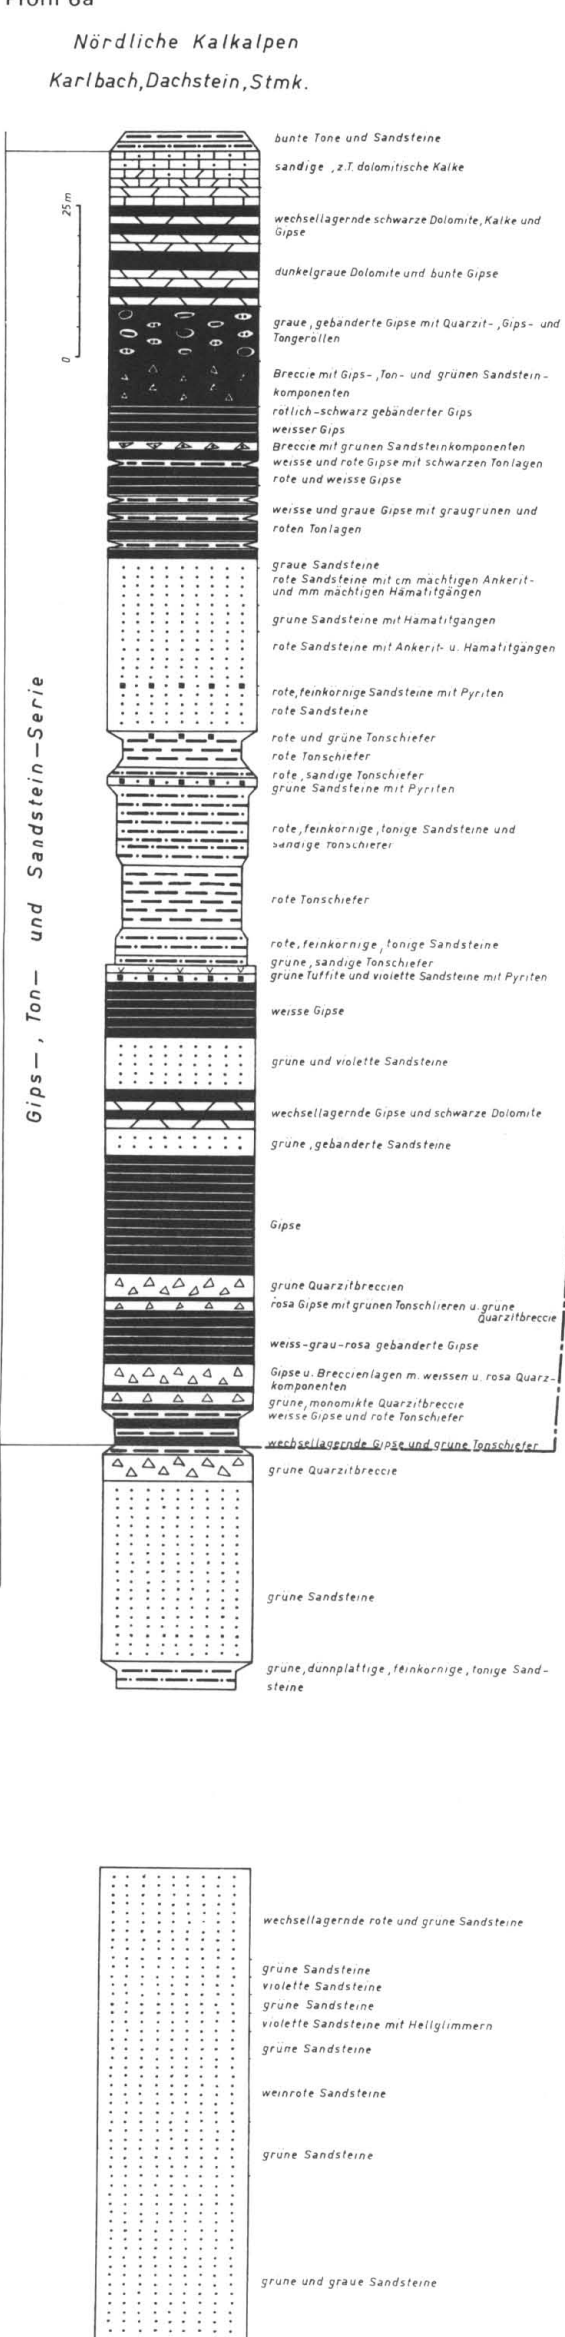 Nördliche Kalkalpen
Karlbach, Dachstein, Stmk.
bunte Tone und Sandsteine
sandige, z.T. dolomitische Kalke
25 m
wechsellagernde schwarze Dolomite, Kalke und
Gipse
dunkelgraue Dolomite und bunte Gipse
graue, gebänderte Gipse mit Quarzit-, Gips- und
Tongeröllen
0
Breccie mit Gips-, Ton- und grünen Sandstein-
komponenten
rötlich-schwarz gebänderter Gips
weisser Gips
Breccie mit grünen Sandsteinkomponenten
weisse und rote Gipse mit schwarzen Tonlagen
rote und weisse Gipse
weisse und graue Gipse mit graugrunen und
roten Tonlagen
graue Sandsteine
rote Sandsteine mit cm mächtigen Ankerit-
und mm mächtigen Hämatitgängen
grune Sandsteine mit Hamatitgangen
rote Sandsteine mit Ankerit- u. Hamatitgängen
rote, feinkörnige Sandsteine mit Pyriten
rote Sandsteine
rote und grüne Tonschiefer
rote Tonschiefer
rote, sandige Tonschiefer
grüne Sandsteine mit Pyriten
rote, feinkörnige, tonige Sandsteine und
sandige Tonschiefer
rote Tonschiefer
rote, feinkörnige, tonige Sandsteine
grüne, sandige Tonschiefer
grüne Tuffite und violette Sandsteine mit Pyriten
weisse Gipse
Gips-, Ton- und Sandstein-Serie
grüne und violette Sandsteine
wechsellagernde Gipse und schwarze Dolomite
grüne, gebanderte Sandsteine
Gipse
grüne Quarzitbreccien
rosa Gipse mit grünen Tonschlieren u. grüne
Quarzitbreccie
weiss-grau-rosa gebänderte Gipse
Gipse u. Breccienlagen m. weissen u. rosa Quarz-
komponenten
grüne, monomikte Quarzitbreccie
weisse Gipse und rote Tonschiefer
wechsellagernde Gipse und grüne Tonschiefer
grüne Quarzitbreccie
grüne Sandsteine
grüne, dünnplattige, feinkörnige, tonige Sand-
steine
wechsellagernde rote und grüne Sandsteine
grüne Sandsteine
violette Sandsteine
grüne Sandsteine
violette Sandsteine mit Hellglimmern
grüne Sandsteine
weinrote Sandsteine
grüne Sandsteine
grüne und graue Sandsteine